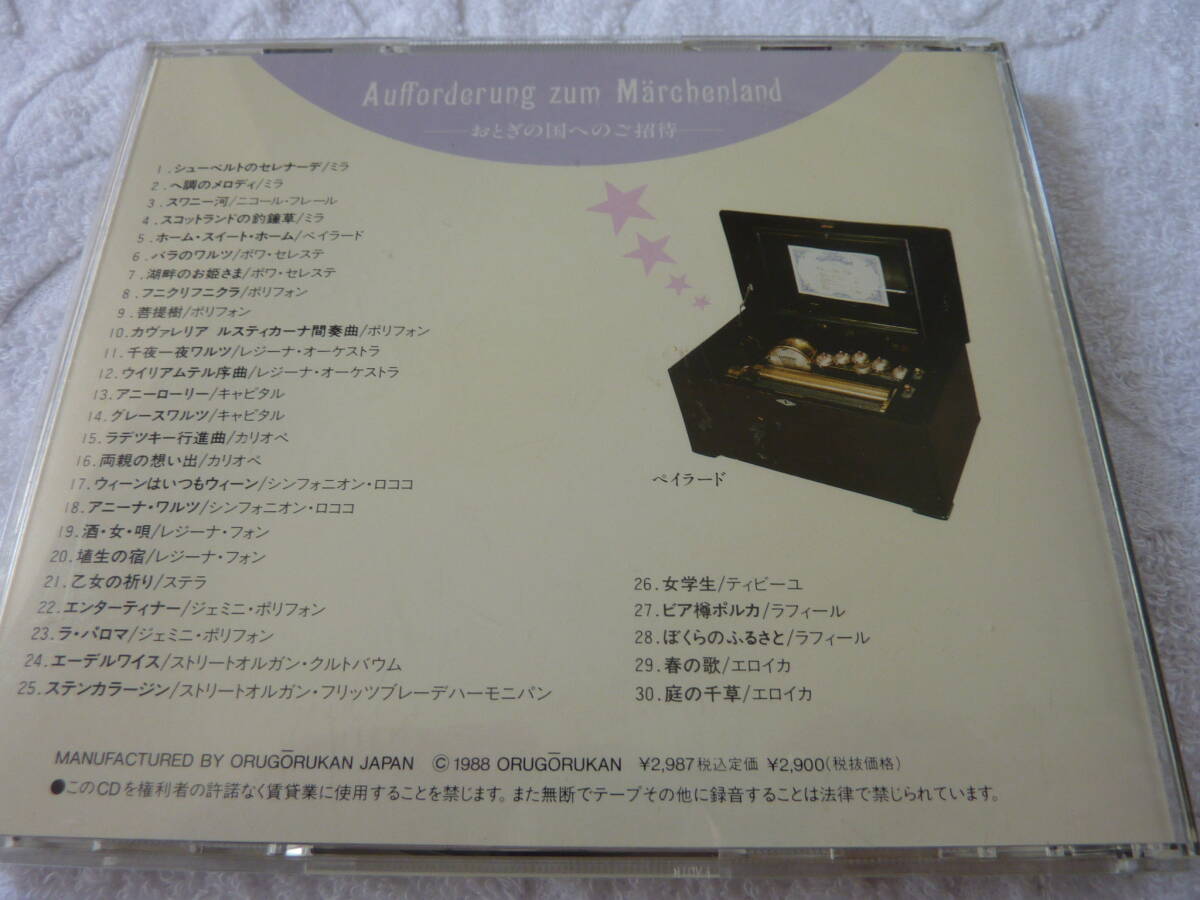 Aufforderung zum Märchenland
—おとぎの国へのご招待—
1.シューベルトのセレナーデ/ミラ
2.ヘ調のメロディ/ミラ
3.スワニー河/ニコール・フレール
4.スコットランドの釣鐘草/ミラ
5.ホーム・スイート・ホーム/ペイラード
6.バラのワルツ/ボワ・セレステ
7.湖畔のお姫さま/ボワ・セレステ
8.フニクリフニクラ/ポリフォン
9.菩提樹/ポリフォン
10.カヴァレリア ルスティカーナ間奏曲/ポリフォン
11.千夜一夜ワルツ/レジーナ・オーケストラ
12.ウイリアムテル序曲/レジーナ・オーケストラ
13.アニーローリー/キャピタル
14.グレースワルツ/キャピタル
15.ラデツキー行進曲/カリオペ
16.両親の想い出/カリオペ
17.ウィーンはいつもウィーン/シンフォニオン・ロココ
18.アニーナ・ワルツ/シンフォニオン・ロココ
19.酒・女・唄/レジーナ・フォン
20.埴生の宿/レジーナ・フォン
21.乙女の祈り/ステラ
22.エンターティナー/ジェミニ・ポリフォン
23.ラ・パロマ/ジェミニ・ポリフォン
24.エーデルワイス/ストリートオルガン・クルトバウム
25.ステンカラージン/ストリートオルガン・フリッツブレーデハーモニパン
ペイラード
26.女学生/ティビーユ
27.ビア樽ポルカ/ラフィール
28.ぼくらのふるさと/ラフィール
29.春の歌/エロイカ
30.庭の千草/エロイカ
MANUFACTURED BY ORUGŌRUKAN JAPAN ©1988 ORUGŌRUKAN ¥2,987税込定価 ¥2,900(税抜価格)
●このCDを権利者の許諾なく賃貸業に使用することを禁じます。また無断でテープその他に録音することは法律で禁じられています。